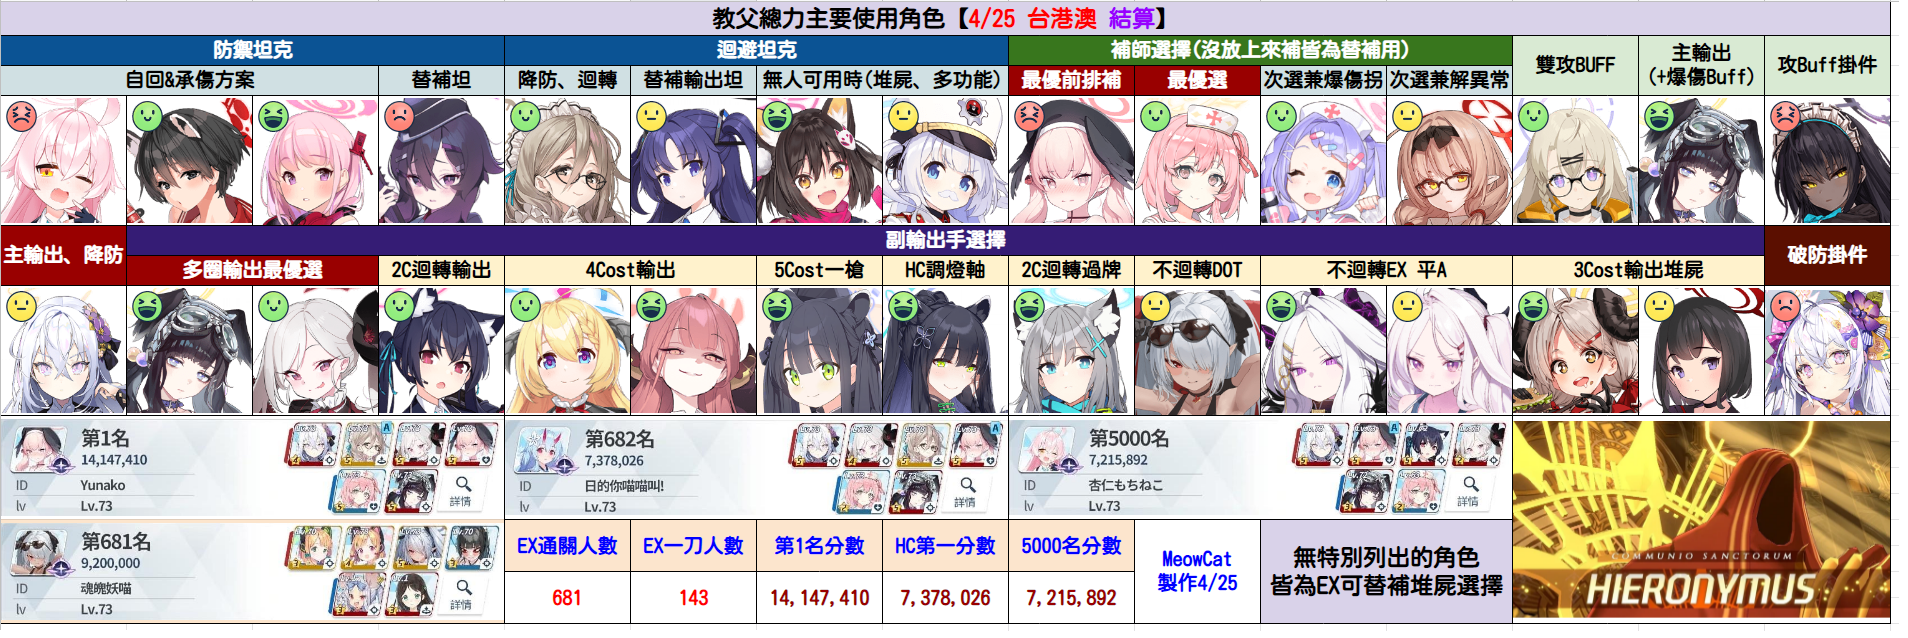 教父總力主要使用角色【4/25 台港澳 結算】
防禦坦克
迴避坦克
補師選擇(沒放上來補皆為替補用)
雙攻BUFF
主輸出
(+爆傷Buff)
攻Buff掛件
自回&承傷方案
替補坦
降防、迴轉
替補輸出坦
無人可用時(堆屍、多功能)
最優前排補
最優選
次選兼爆傷拐
次選兼解異常
主輸出、降防
副輸出手選擇
破防掛件
多圈輸出最優選
2C迴轉輸出
4Cost輸出
5Cost一槍
HC調燈軸
2C迴轉過牌
不迴轉DOT
不迴轉EX 平A
3Cost輸出堆屍
第1名
14,147,410
ID Yunako
lv Lv.73
詳情
第682名
7,378,026
ID 日的你喵喵叫!
lv Lv.73
詳情
第5000名
7,215,892
ID 杏仁もちねこ
lv Lv.73
詳情
第681名
9,200,000
ID 魂魄妖喵
lv Lv.73
詳情
EX通關人數
EX一刀人數
第1名分數
HC第一分數
5000名分數
681
143
14,147,410
7,378,026
7,215,892
MeowCat
製作4/25
無特別列出的角色
皆為EX可替補堆屍選擇
COMMUNIO SANCTORUM
HIERONYMUS